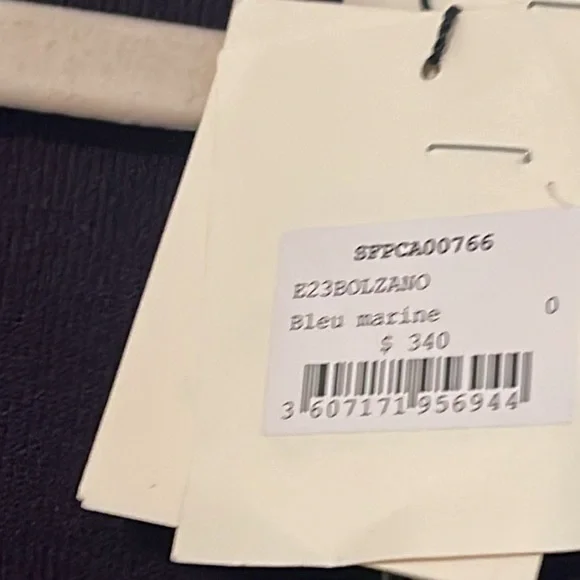 SFPCA00766
E23BOLZANO
Bleu marine 0
$ 340
3 607171 956944